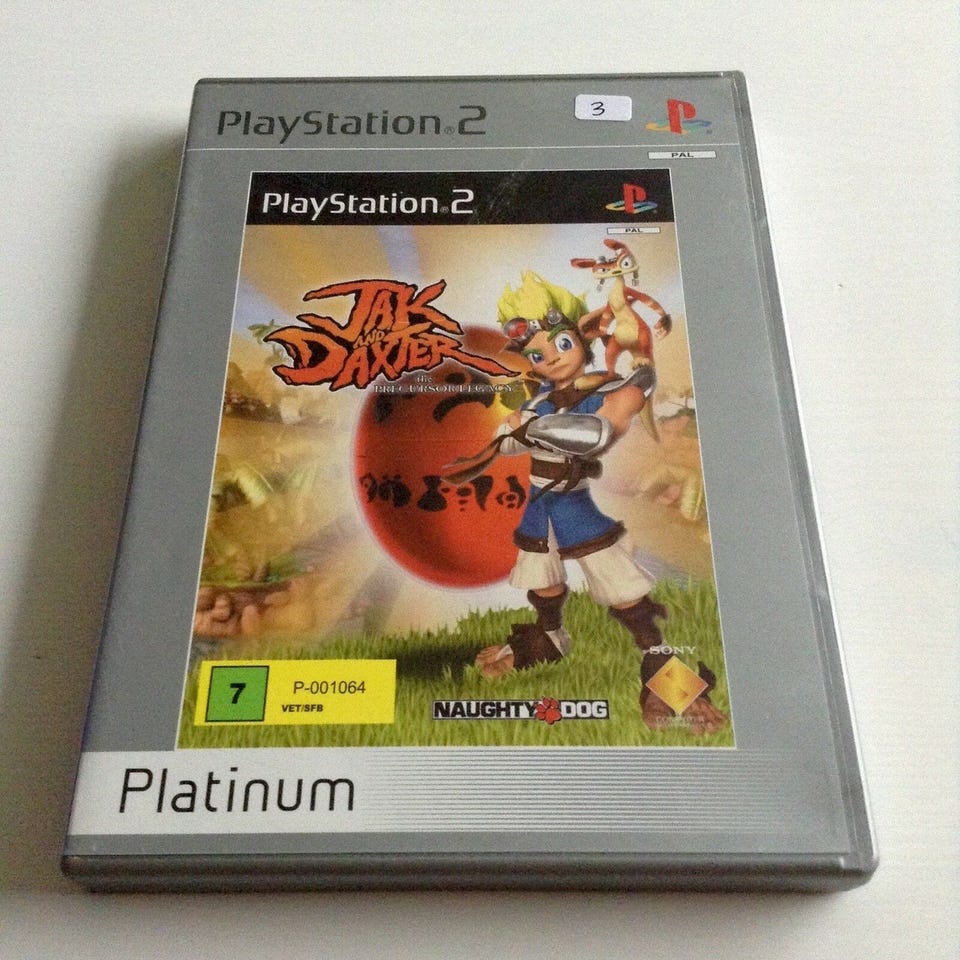 PlayStation®2
3
PAL
PlayStation®2
PAL
JAK
AND
DAXTER
the
PRECURSOR LEGACY
7
P-001064
VET/SFB
NAUGHTY DOG
SONY
COMPUTER
Platinum